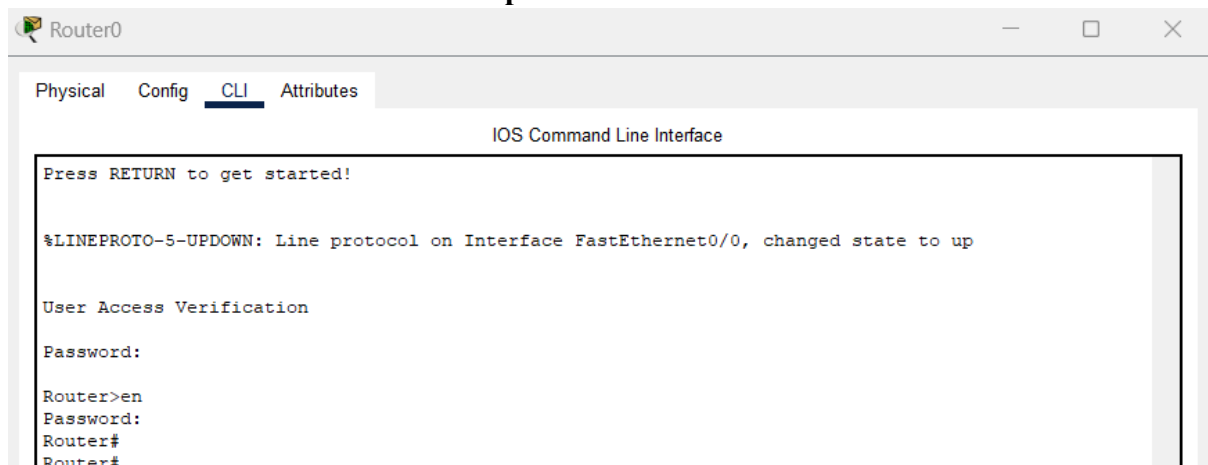 Router0
Physical Config CLI Attributes
IOS Command Line Interface
Press RETURN to get started!
%LINEPROTO-5-UPDOWN: Line protocol on Interface FastEthernet0/0, changed state to up
User Access Verification
Password:
Router>en
Password:
Router#
Router#